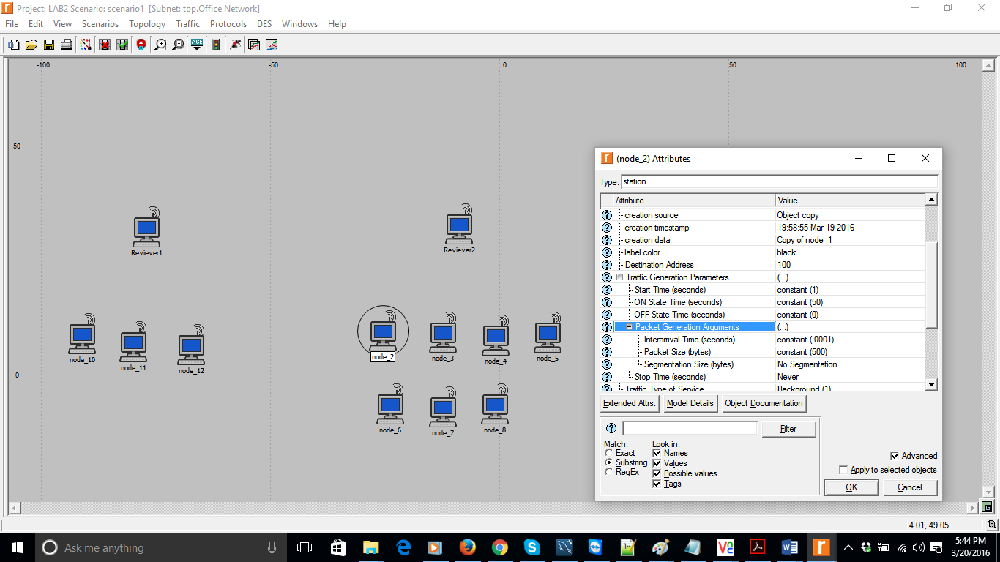 Project: LAB2 Scenario: scenario1 [Subnet: top.Office Network]
File Edit View Scenarios Topology Traffic Protocols DES Windows Help
ACE
-100 -50 0 50 100
50
0
Reviever1
Reviever2
node_10
node_11
node_12
node_2
node_3
node_4
node_5
node_6
node_7
node_8
(node_2) Attributes
Type: station
Attribute Value
creation source Object copy
creation timestamp 19:58:55 Mar 19 2016
creation data Copy of node_1
label color black
Destination Address 100
Traffic Generation Parameters (...)
Start Time (seconds) constant (1)
ON State Time (seconds) constant (50)
OFF State Time (seconds) constant (0)
Packet Generation Arguments (...)
Interarrival Time (seconds) constant (.0001)
Packet Size (bytes) constant (500)
Segmentation Size (bytes) No Segmentation
Stop Time (seconds) Never
Traffic Type of Service Background (1)
Extended Attrs. Model Details Object Documentation
Filter
Match: Look in:
Exact Names
Substring Values
RegEx Possible values
Tags
Advanced
Apply to selected objects
OK Cancel
4.01, 49.05
Ask me anything
5:44 PM
3/20/2016